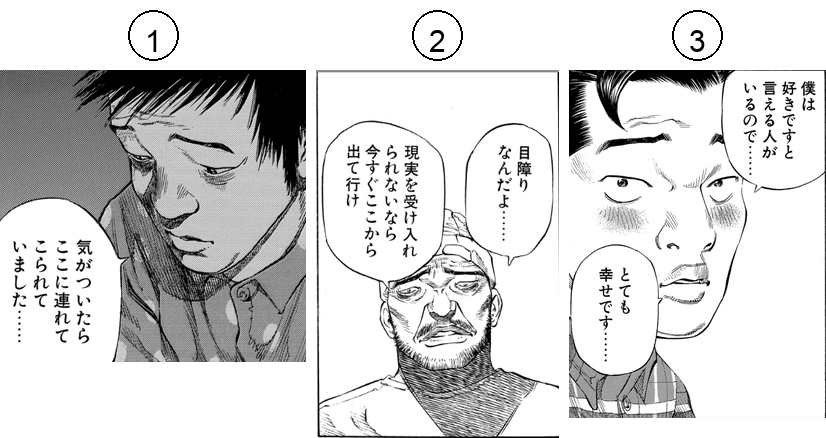 1
2
3
気がついたら
ここに連れて
こられて
いました……
目障り
なんだよ……
現実を受け入れ
られないなら
今すぐここから
出て行け
僕は
好きですと
言える人が
いるので……
とても
幸せです……